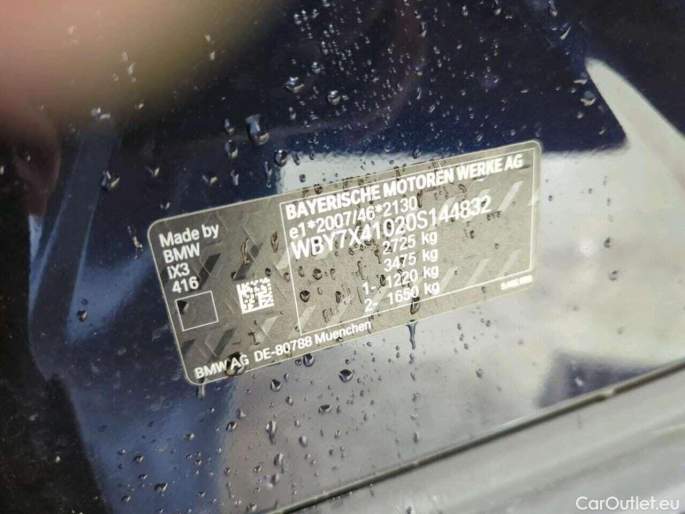 BAYERISCHE MOTOREN WERKE AG
e1*2007/46*2130
WBY7X41020S144832
2725 kg
3475 kg
1- 1220 kg
2- 1650 kg
Made by
BMW
iX3
416
BMW AG DE-80788 Muenchen
CarOutlet.eu